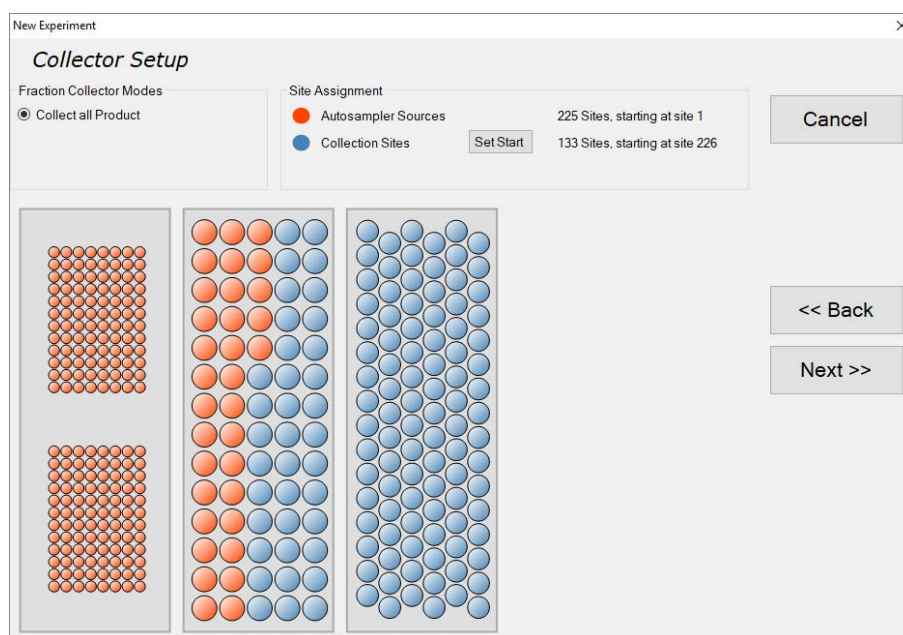 New Experiment
Collector Setup
Fraction Collector Modes
Collect all Product
Site Assignment
Autosampler Sources 225 Sites, starting at site 1
Collection Sites Set Start 133 Sites, starting at site 226
Cancel
<< Back
Next >>